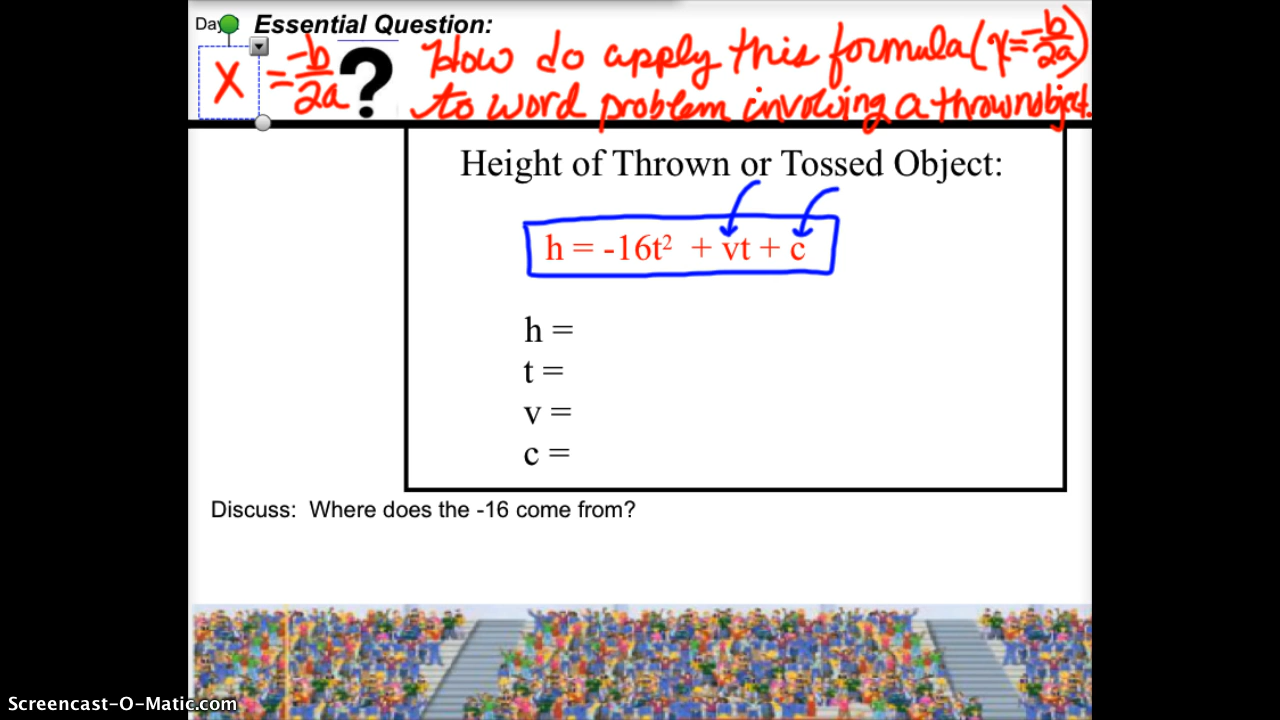 Day Essential Question:
x = -b/2a ? How do apply this formula (x = -b/2a)
to word problem involving a thrown object.
Height of Thrown or Tossed Object:
h = -16t² + vt + c
h =
t =
v =
c =
Discuss: Where does the -16 come from?
Screencast-O-Matic.com